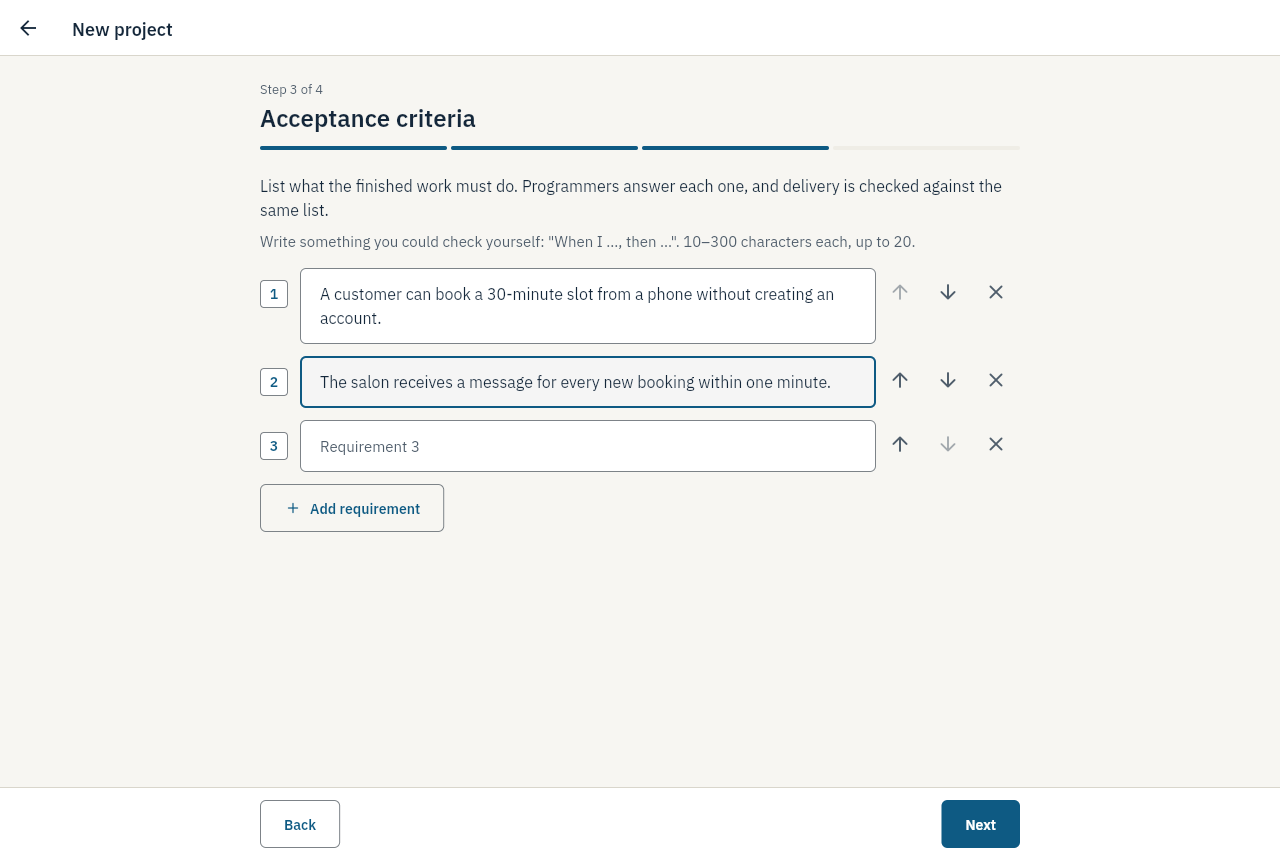 New project
Step 3 of 4
Acceptance criteria
List what the finished work must do. Programmers answer each one, and delivery is checked against the
same list.
Write something you could check yourself: "When I ..., then ...". 10–300 characters each, up to 20.
1
A customer can book a 30-minute slot from a phone without creating an
account.
2
The salon receives a message for every new booking within one minute.
3
Requirement 3
Add requirement
Back
Next